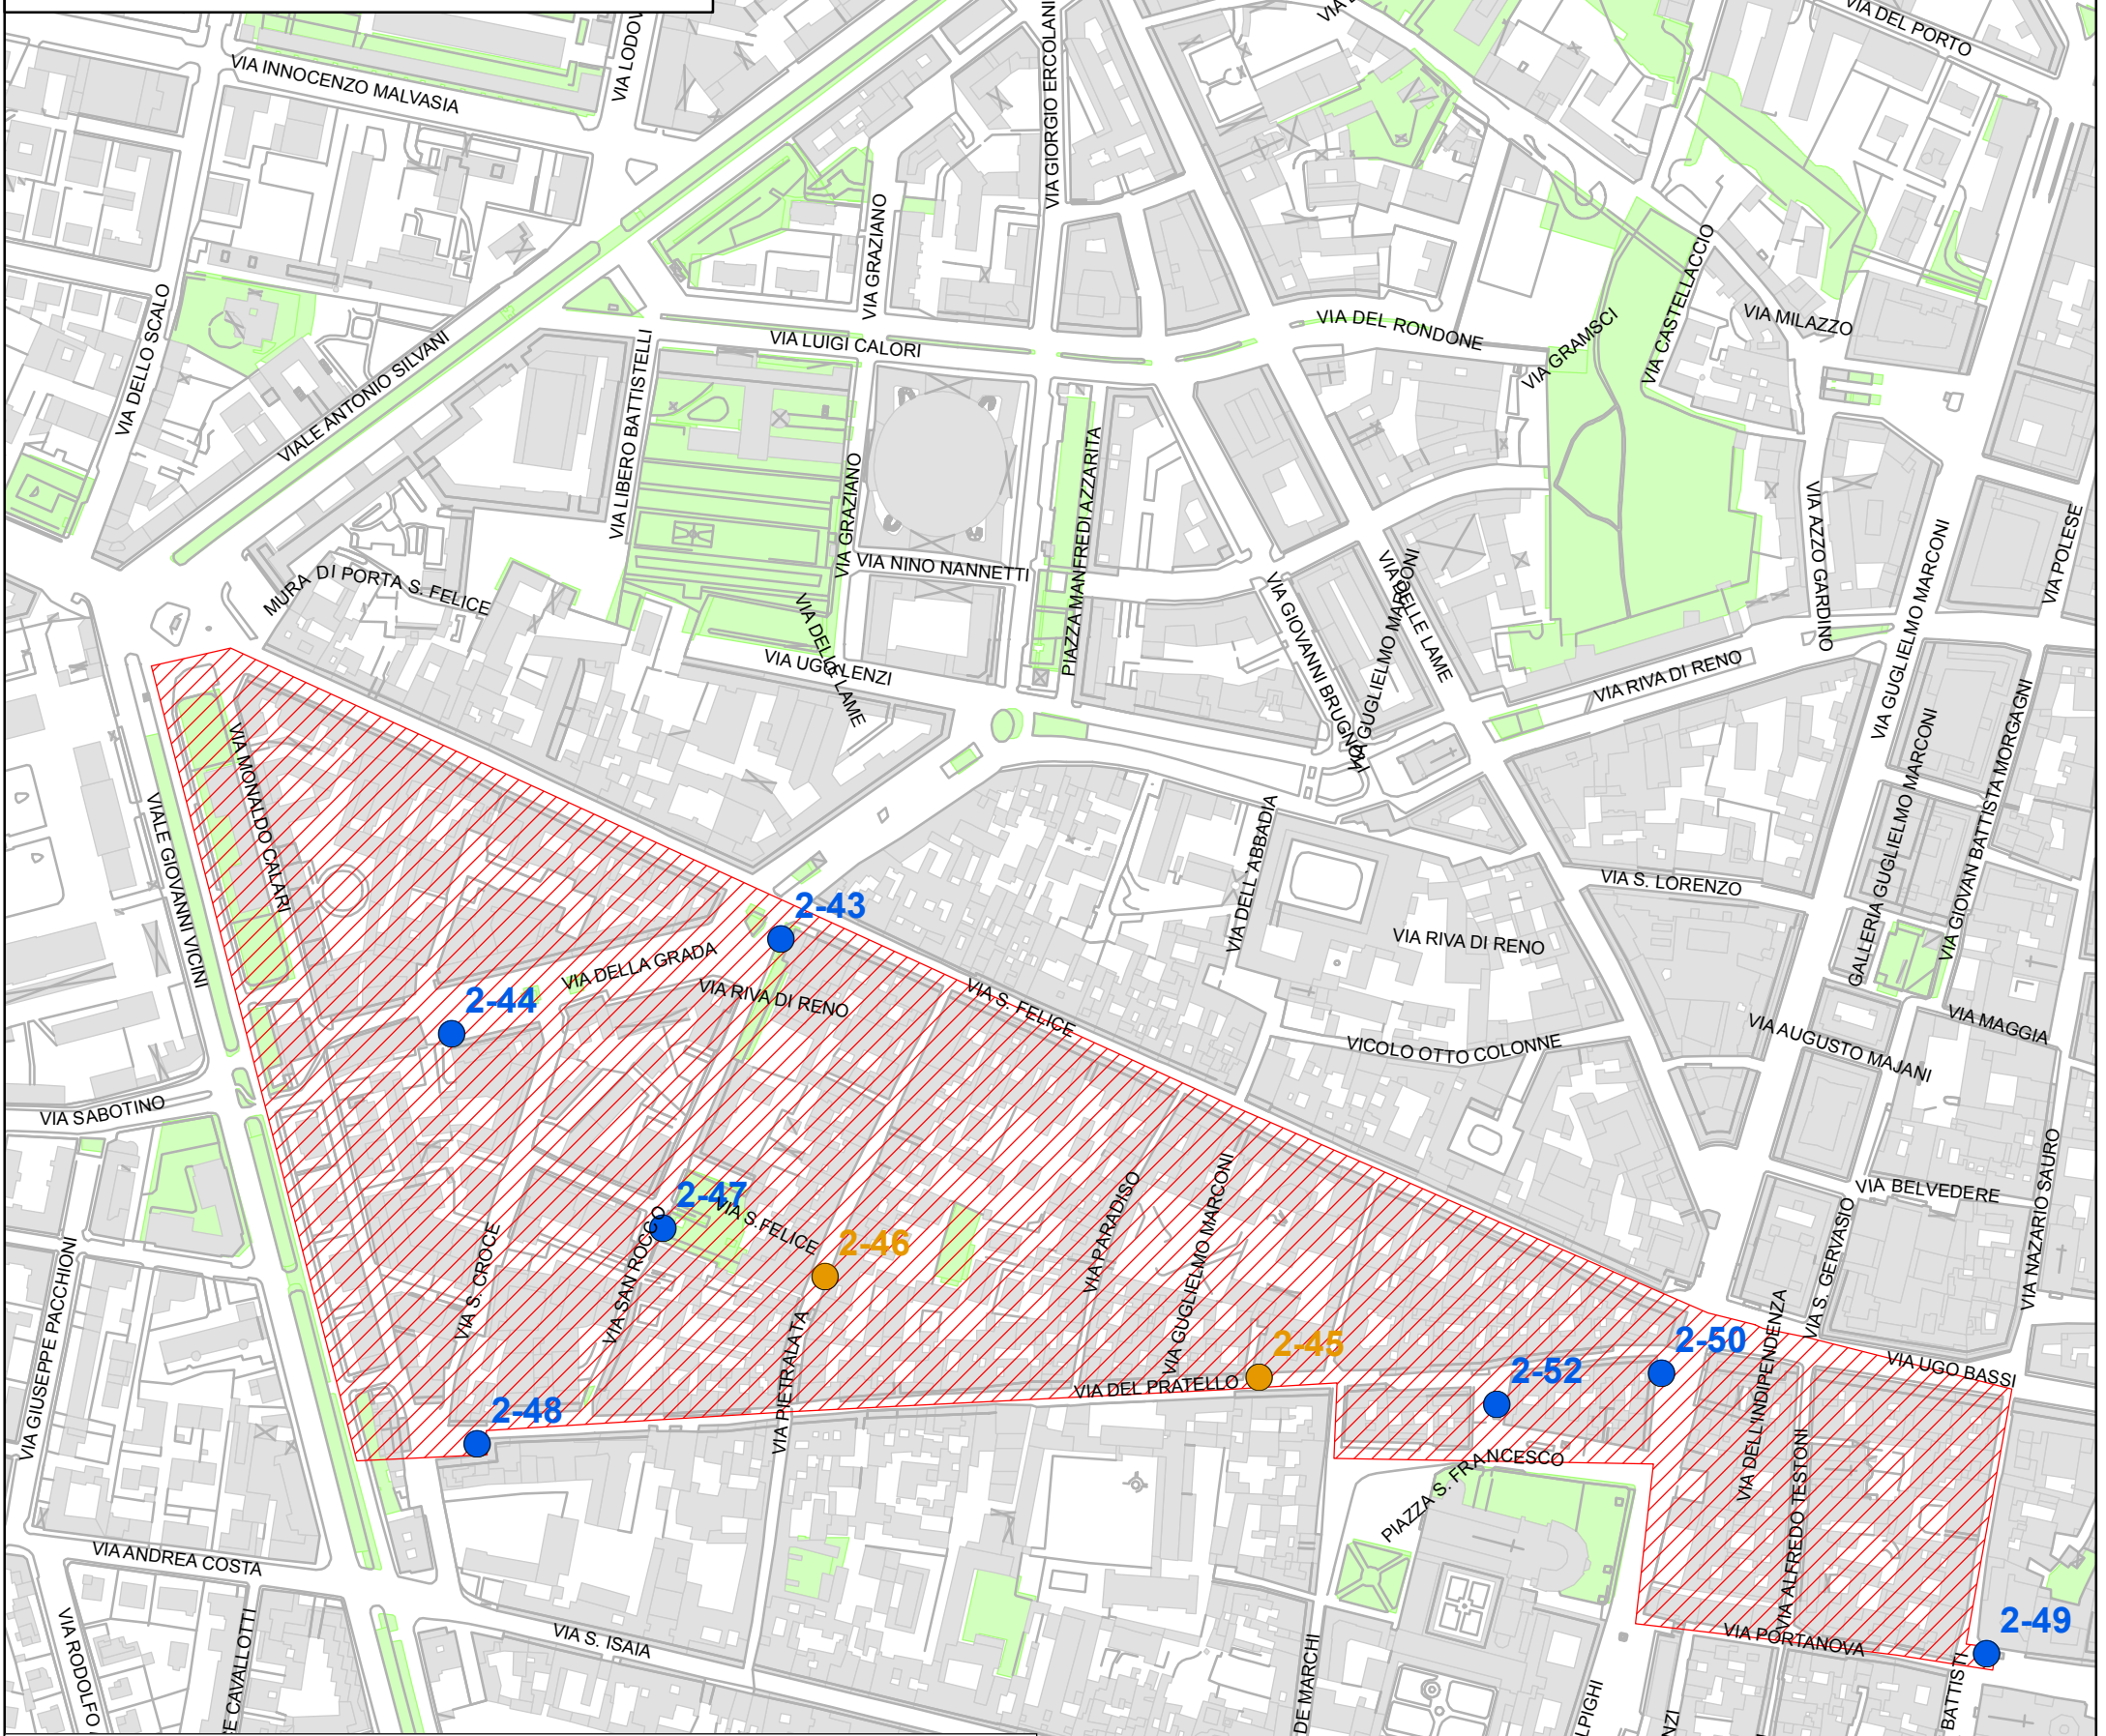 VIA DEL PORTO
VIA INNOCENZO MALVASIA
VIA GIORGIO ERCOLANI
VIA GRAZIANO
VIA CASTELLACCIO
VIA DELLO SCALO
VIALE ANTONIO SILVANI
VIA LUIGI CALORI
VIA DEL RONDONE
VIA GRAMSCI
VIA MILAZZO
VIA LIBERO BATTISTELLI
VIA GRAZIANO
PIAZZA MANFREDI AZZARITA
VIA AZZO GARDINO
VIA GUGLIELMO MARCONI
VIA POLESE
MURA DI PORTA S. FELICE
VIA NINO NANNETTI
VIA DELLE LAME
VIA UGO LENZI
VIA GIOVANNI BRUGNOLI
VIA GUGLIELMO MARCONI
VIA DELLE LAME
VIA RIVA DI RENO
VIA MONALDO CALARI
VIALE GIOVANNI VICINI
VIA DELL'ABBADIA
VIA S. LORENZO
GALLERIA GUGLIELMO MARCONI
VIA GIOVAN BATTISTA MORGAGNI
2-43
VIA DELLA GRADA
VIA RIVA DI RENO
VIA RIVA DI RENO
2-44
VIA S. FELICE
VICOLO OTTO COLONNE
VIA AUGUSTO MAJANI
VIA MAGGIA
VIA SABOTINO
2-47
VIA S.FELICE
2-46
VIA S. CROCE
VIA SAN ROCCO
VIA PIETRALATA
VIA PARADISO
VIA GUGLIELMO MARCONI
VIA BELVEDERE
VIA S. GERVASIO
VIA NAZARIO SAURO
VIA GIUSEPPE PACCHIONI
2-45
2-52
2-50
VIA UGO BASSI
VIA DEL PRATELLO
2-48
VIA DELL'INDIPENDENZA
VIA ALFREDO TESTONI
PIAZZA S. FRANCESCO
VIA ANDREA COSTA
VIA S. ISAIA
VIA PORTANOVA
2-49
VIA RODOLFO
CAVALLOTTI
DE MARCHI
BATTISTI